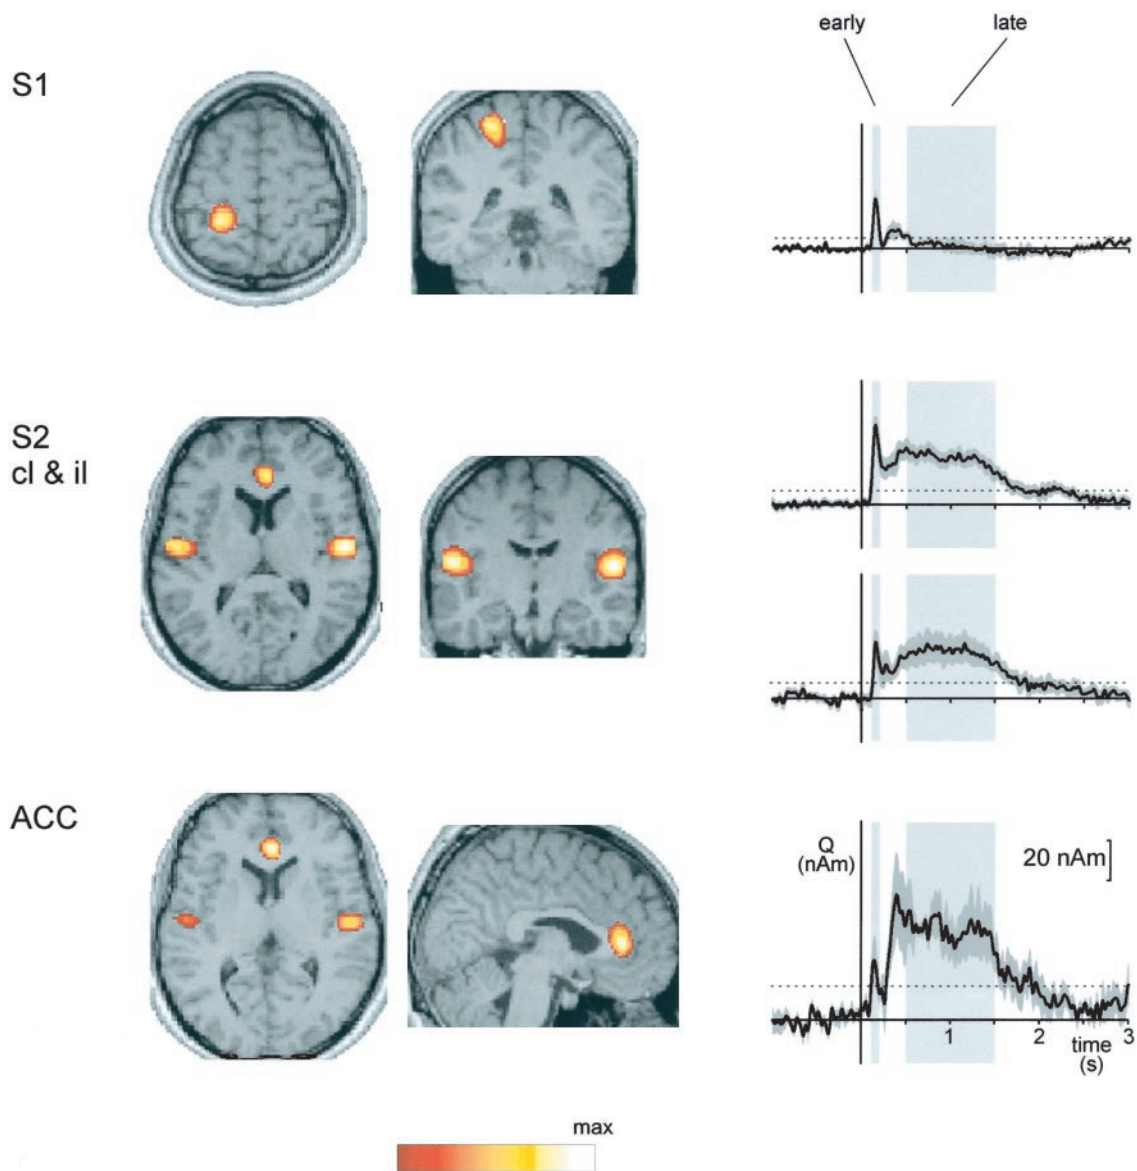 early
late
S1
S2
cl & il
ACC
Q
(nAm)
20 nAm
1
2
3
time
(s)
max